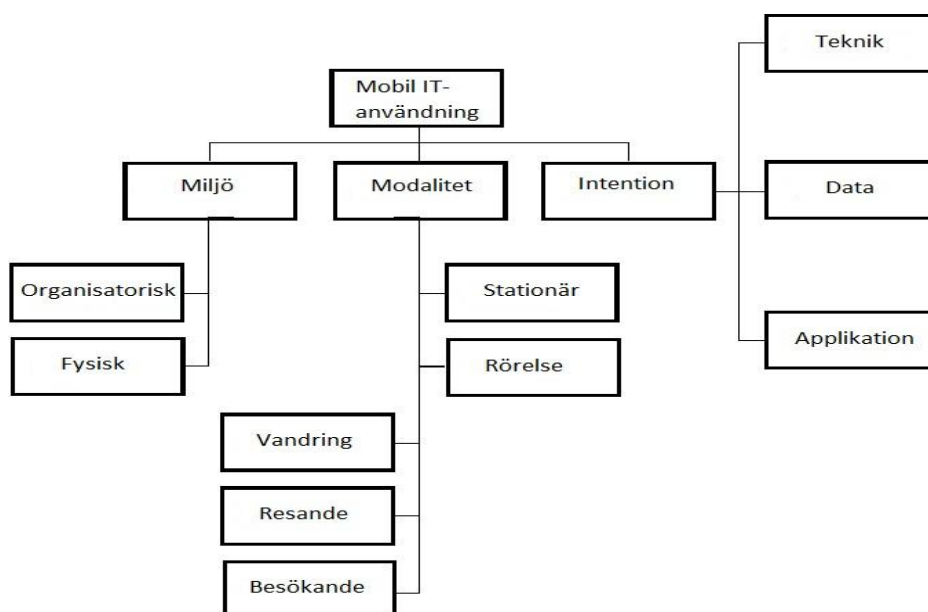 Teknik
Mobil IT-
användning
Miljö
Modalitet
Intention
Data
Organisatorisk
Stationär
Applikation
Fysisk
Rörelse
Vandring
Resande
Besökande